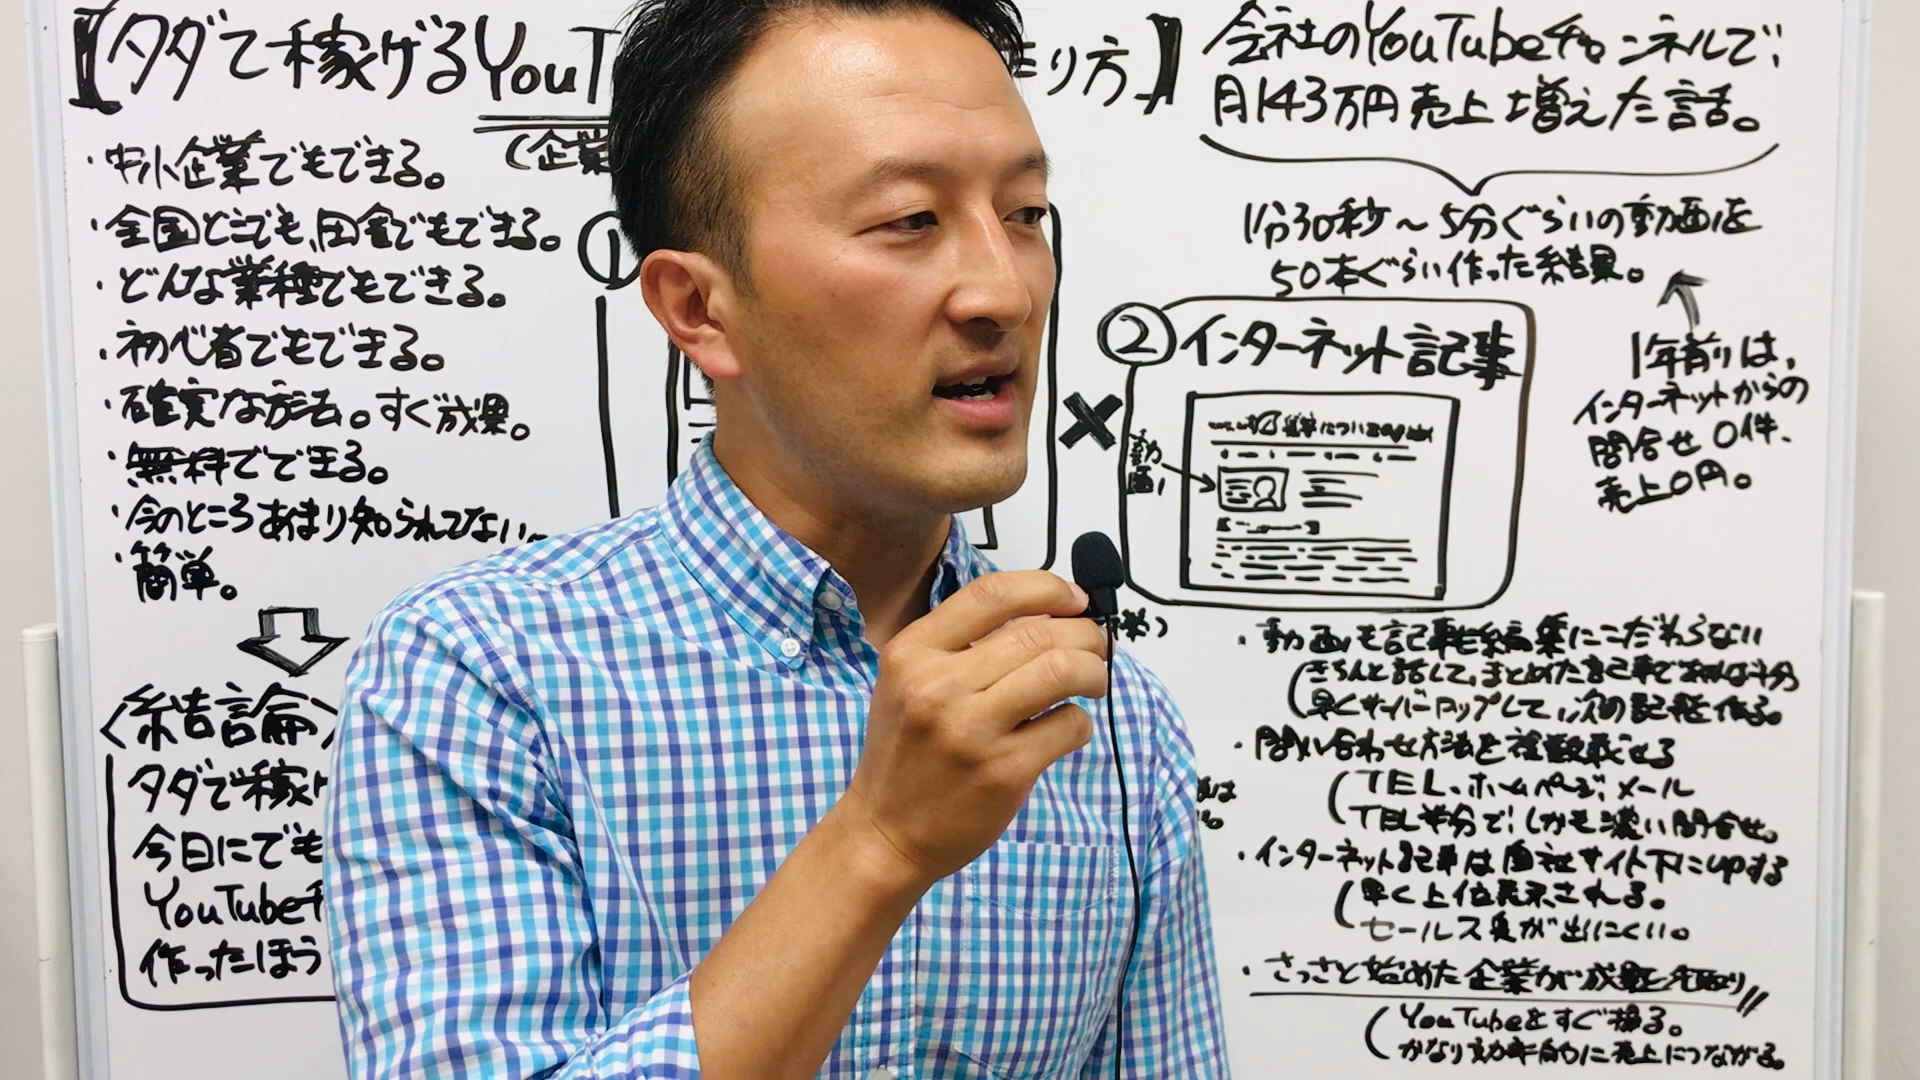 【タダで稼げるYouT
り方】
(企業
・中小企業でもできる。
・全国どこでも、田舎でもできる。
・どんな業種でもできる。
・初心者でもできる。
・確実な方法。すぐ成果。
・無料でできる。
・今のところあまり知られてない。
・簡単。
〈結論〉
タダで稼げ
今日にでも
YouTubeチ
作ったほう
①
会社のYouTubeチャンネルで、
月143万円売上増えた話。
1分30秒〜5分ぐらいの動画を
50本ぐらい作った結果。
1年前は、
インターネットからの
問合せ0件、
売上0円。
×
②インターネット記事
動画
・動画も記事も編集にこだわらない
(きちんと話して、まとめた記事であれば十分
早くサーバーUPして、次の記事を作る。
・問い合わせ方法を複数載せる
(TEL、ホームページ、メール
TEL半分で、しかも濃い問合せ。
・インターネット記事は自社サイト下にupする
(早く上位表示される。
セールス臭が出にくい。
・さっさと始めた企業が成果を先取り
(YouTubeをすぐ撮る。
かなり効率的に売上につながる。